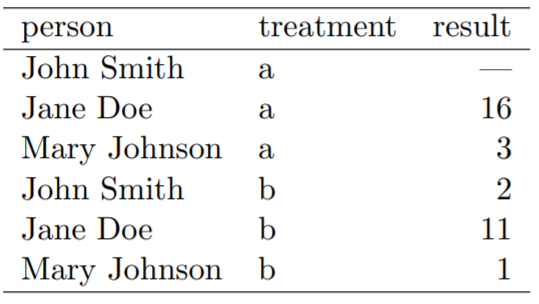 person treatment result
John Smith a —
Jane Doe a 16
Mary Johnson a 3
John Smith b 2
Jane Doe b 11
Mary Johnson b 1